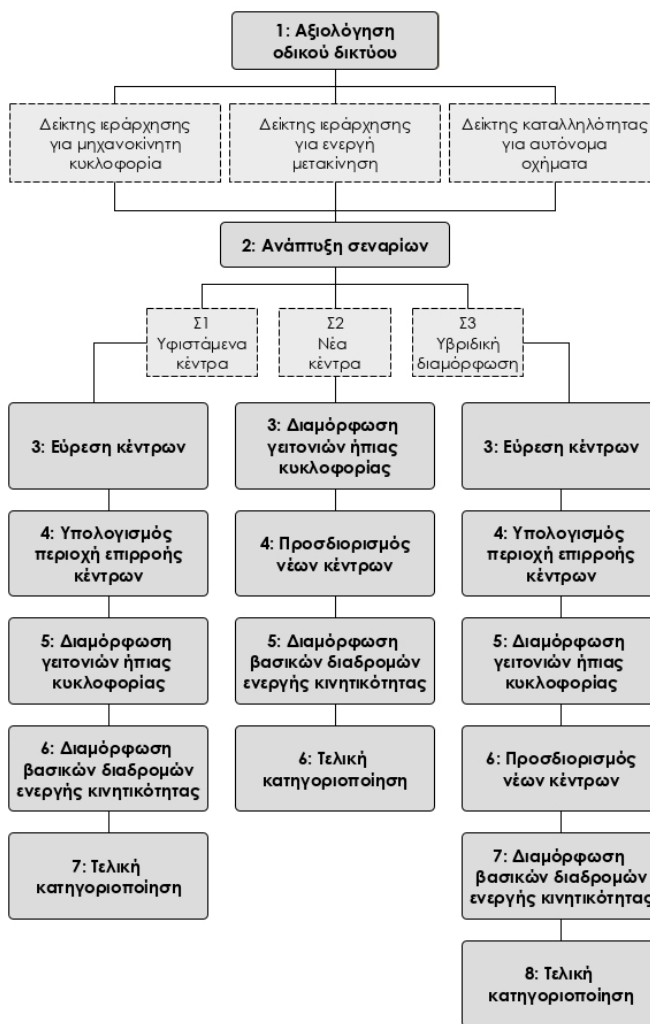 1: Αξιολόγηση
οδικού δικτύου
Δείκτης ιεράρχησης
για μηχανοκίνητη
κυκλοφορία
Δείκτης ιεράρχησης
για ενεργή
μετακίνηση
Δείκτης καταλληλότητας
για αυτόνομα
οχήματα
2: Ανάπτυξη σεναρίων
Σ1
Υφιστάμενα
κέντρα
Σ2
Νέα
κέντρα
Σ3
Υβριδική
διαμόρφωση
3: Εύρεση κέντρων
4: Υπολογισμός
περιοχή επιρροής
κέντρων
5: Διαμόρφωση
γειτονιών ήπιας
κυκλοφορίας
6: Διαμόρφωση
βασικών διαδρομών
ενεργής κινητικότητας
7: Τελική
κατηγοριοποίηση
3: Διαμόρφωση
γειτονιών ήπιας
κυκλοφορίας
4: Προσδιορισμός
νέων κέντρων
5: Διαμόρφωση
βασικών διαδρομών
ενεργής κινητικότητας
6: Τελική
κατηγοριοποίηση
3: Εύρεση κέντρων
4: Υπολογισμός
περιοχή επιρροής
κέντρων
5: Διαμόρφωση
γειτονιών ήπιας
κυκλοφορίας
6: Προσδιορισμός
νέων κέντρων
7: Διαμόρφωση
βασικών διαδρομών
ενεργής κινητικότητας
8: Τελική
κατηγοριοποίηση